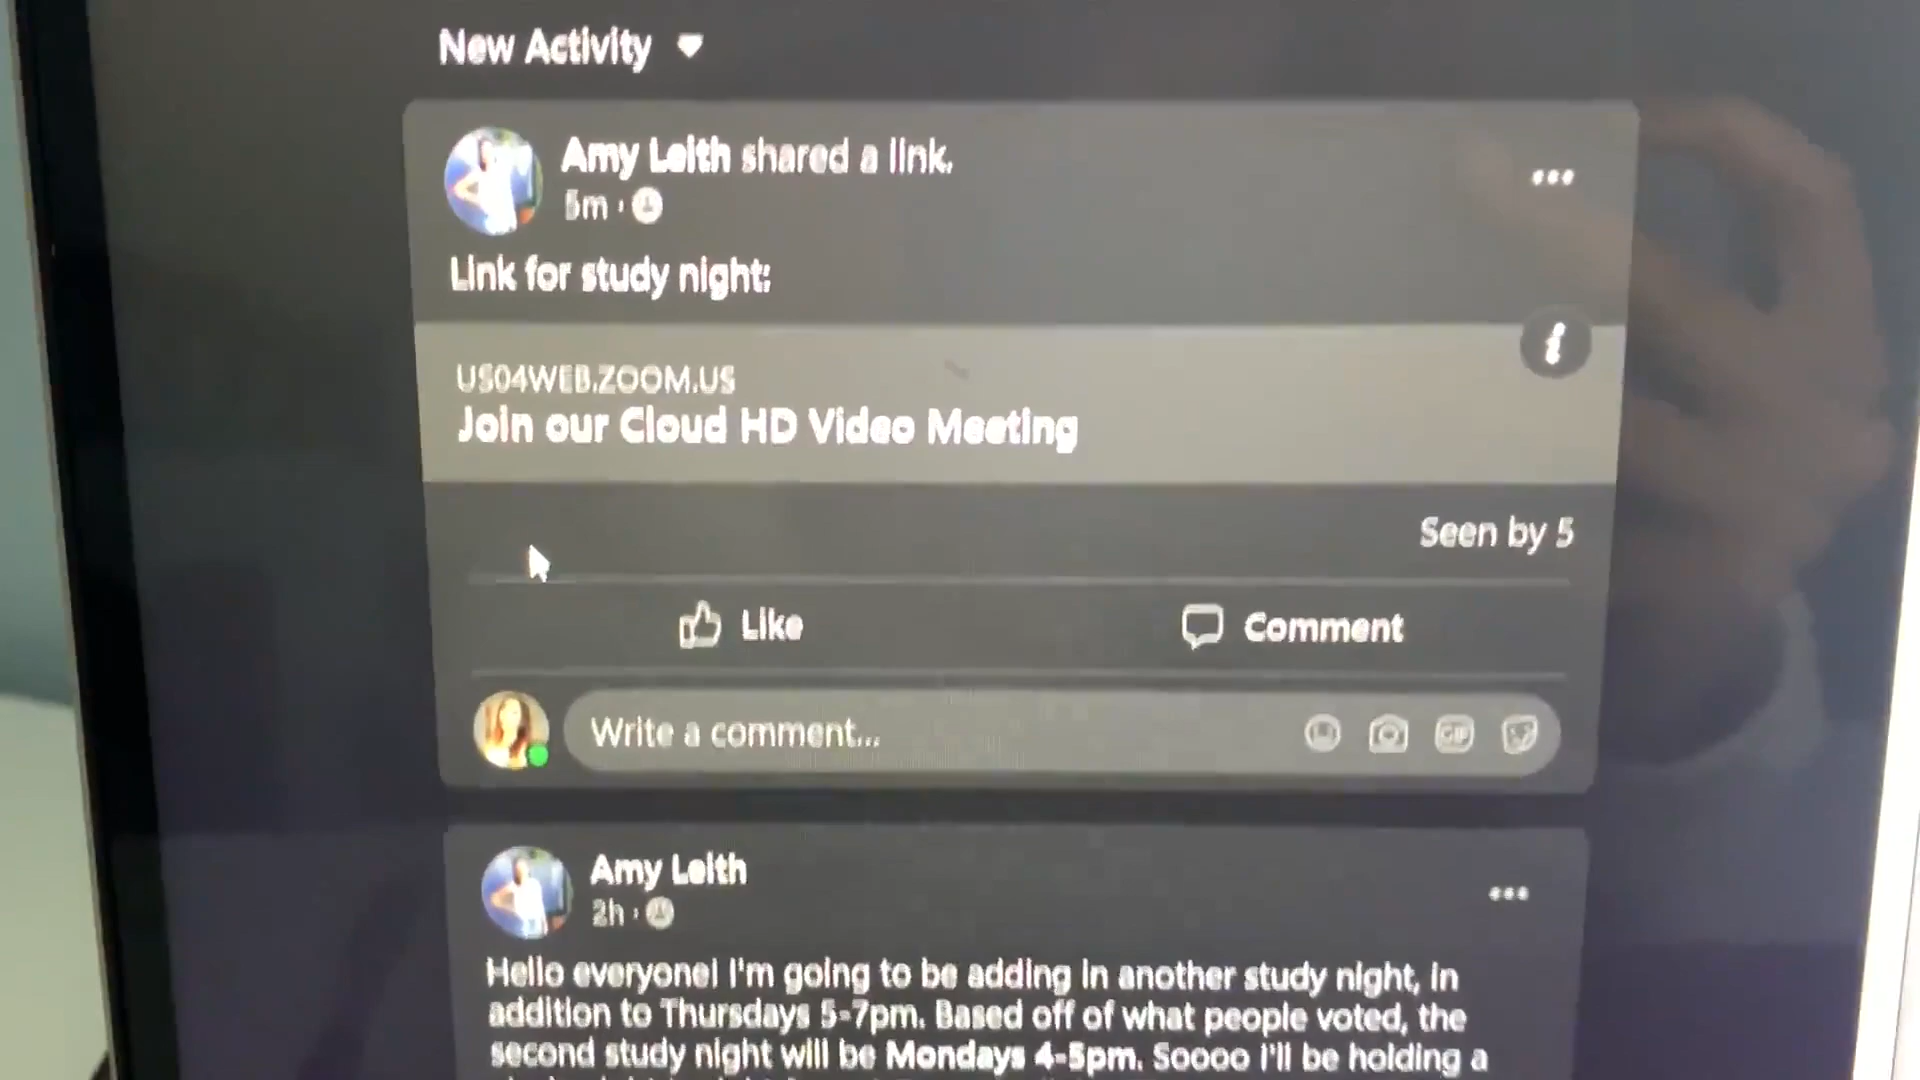 New Activity
Amy Leith shared a link.
5m
Link for study night:
US04WEB.ZOOM.US
Join our Cloud HD Video Meeting
Seen by 5
Like
Comment
Write a comment...
GIF
Amy Leith
2h
Hello everyone! I'm going to be adding in another study night, in
addition to Thursdays 5-7pm. Based off of what people voted, the
second study night will be Mondays 4-5pm. Soooo I'll be holding a